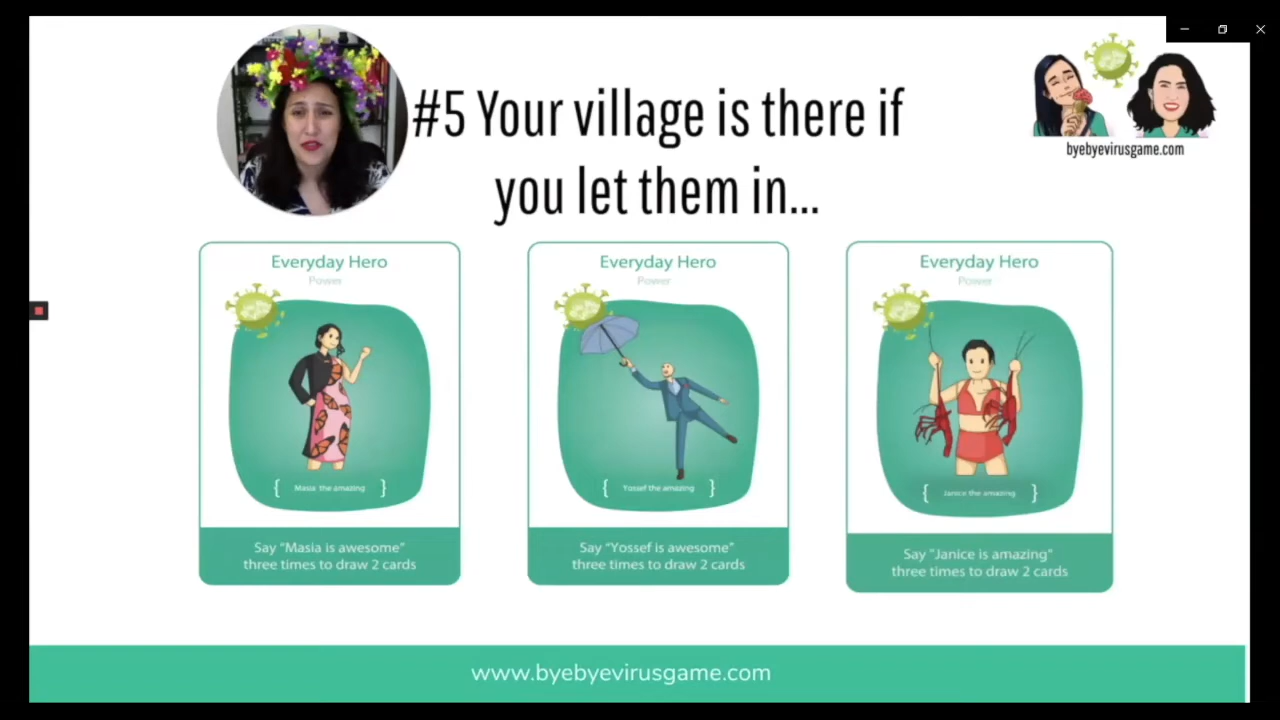 #5 Your village is there if
you let them in...
byebyevirusgame.com
Everyday Hero
Power
{ Masia the amazing }
Say "Masia is awesome"
three times to draw 2 cards
Everyday Hero
Power
{ Yossef the amazing }
Say "Yossef is awesome"
three times to draw 2 cards
Everyday Hero
Power
{ Janice the amazing }
Say "Janice is amazing"
three times to draw 2 cards
www.byebyevirusgame.com